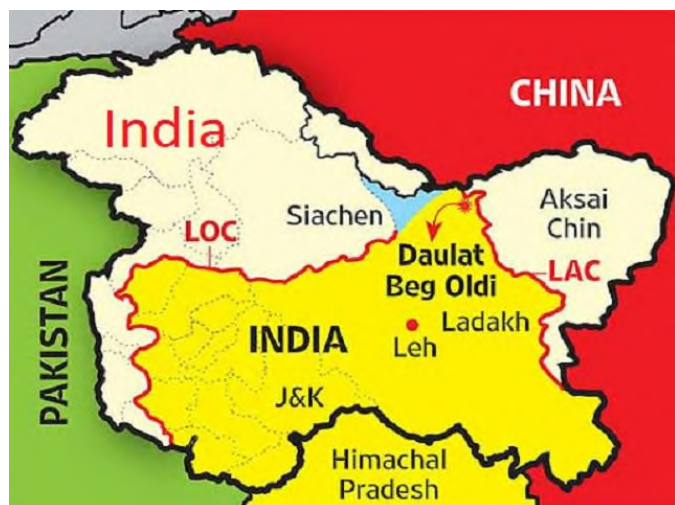 CHINA
India
Siachen
Aksai
Chin
LOC
Daulat
Beg Oldi
LAC
PAKISTAN
INDIA
Ladakh
Leh
J&K
Himachal
Pradesh